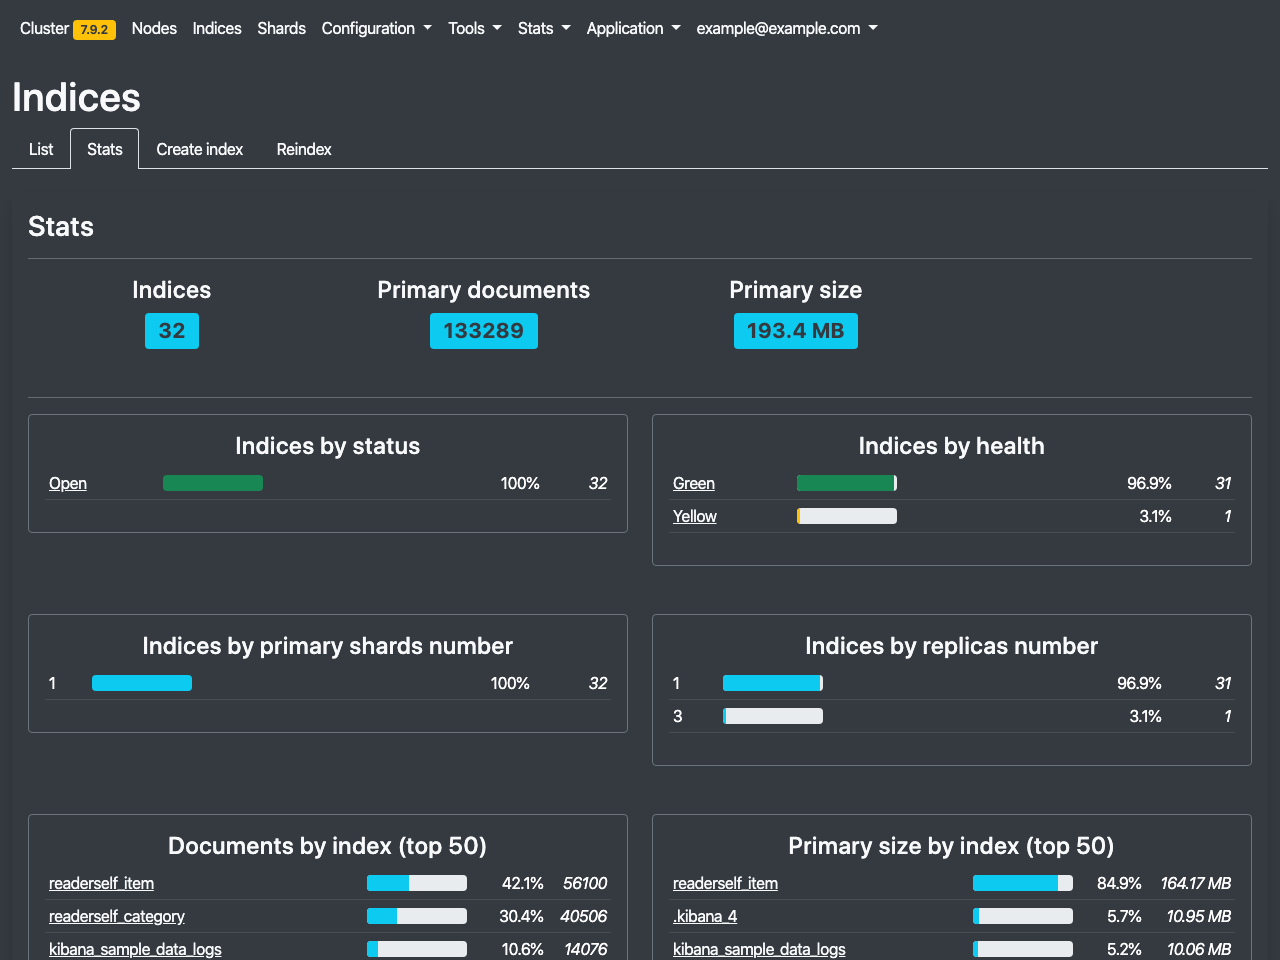 Cluster 7.9.2 Nodes Indices Shards Configuration Tools Stats Application example@example.com
Indices
List Stats Create index Reindex
Stats
Indices Primary documents Primary size
32 133289 193.4 MB
Indices by status
Open 100% 32
Indices by health
Green 96.9% 31
Yellow 3.1% 1
Indices by primary shards number
1 100% 32
Indices by replicas number
1 96.9% 31
3 3.1% 1
Documents by index (top 50)
readerself_item 42.1% 56100
readerself_category 30.4% 40506
kibana_sample_data_logs 10.6% 14076
Primary size by index (top 50)
readerself_item 84.9% 164.17 MB
.kibana_4 5.7% 10.95 MB
kibana_sample_data_logs 5.2% 10.06 MB